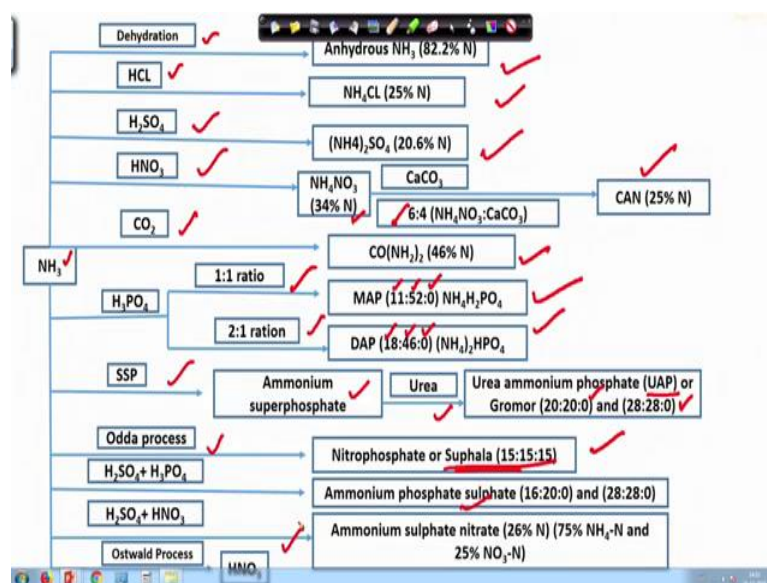 Dehydration
Anhydrous NH₃ (82.2% N)
HCL
NH₄CL (25% N)
H₂SO₄
(NH4)₂SO₄ (20.6% N)
HNO₃
NH₄NO₃
(34% N)
CaCO₃
6:4 (NH₄NO₃:CaCO₃)
CAN (25% N)
CO₂
CO(NH₂)₂ (46% N)
NH₃
H₃PO₄
1:1 ratio
MAP (11:52:0) NH₄H₂PO₄
2:1 ration
DAP (18:46:0) (NH₄)₂HPO₄
SSP
Ammonium
superphosphate
Urea
Urea ammonium phosphate (UAP) or
Gromor (20:20:0) and (28:28:0)
Odda process
Nitrophosphate or Suphala (15:15:15)
H₂SO₄+ H₃PO₄
Ammonium phosphate sulphate (16:20:0) and (28:28:0)
H₂SO₄+ HNO₃
Ammonium sulphate nitrate (26% N) (75% NH₄-N and
25% NO₃-N)
Ostwald Process
HNO₃